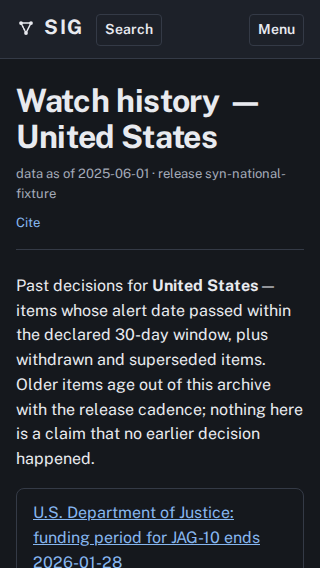 SIG
Search
Menu
Watch history —
United States
data as of 2025-06-01 · release syn-national-
fixture
Cite
Past decisions for United States —
items whose alert date passed within
the declared 30-day window, plus
withdrawn and superseded items.
Older items age out of this archive
with the release cadence; nothing here
is a claim that no earlier decision
happened.
U.S. Department of Justice:
funding period for JAG-10 ends
2026-01-28